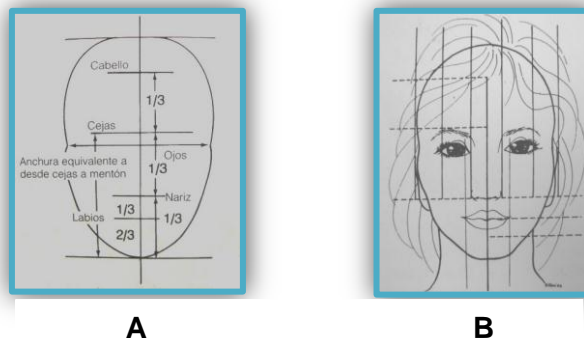 Cabello
1/3
Cejas
Ojos
Anchura equivalente a
desde cejas a mentón
1/3
Nariz
1/3
1/3
Labios
2/3
A
B